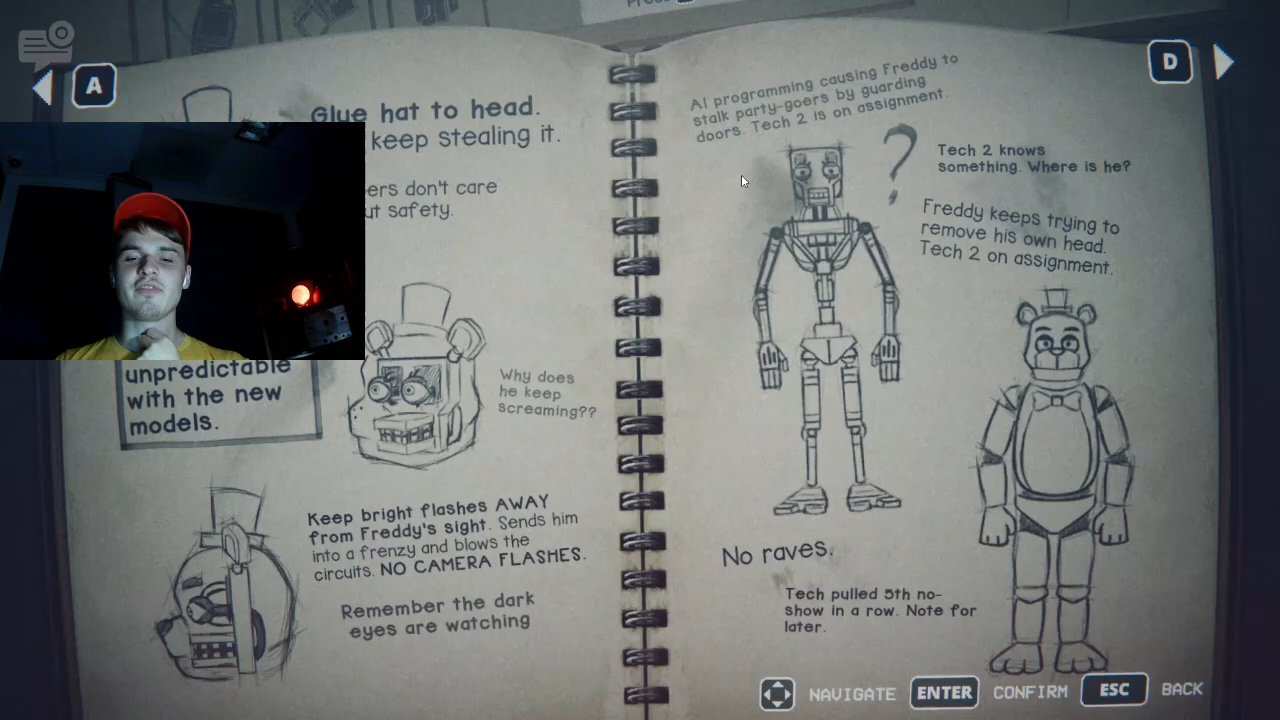 A
D
Glue hat to head.
keep stealing it.
ers don't care
ut safety.
unpredictable
with the new
models.
Why does
he keep
screaming??
Keep bright flashes AWAY
from Freddy's sight. Sends him
into a frenzy and blows the
circuits. NO CAMERA FLASHES.
Remember the dark
eyes are watching
AI programming causing Freddy to
stalk party-goers by guarding
doors. Tech 2 is on assignment.
?
Tech 2 knows
something. Where is he?
Freddy keeps trying to
remove his own head.
Tech 2 on assignment.
No raves.
Tech pulled 5th no-
show in a row. Note for
later.
NAVIGATE ENTER CONFIRM ESC BACK